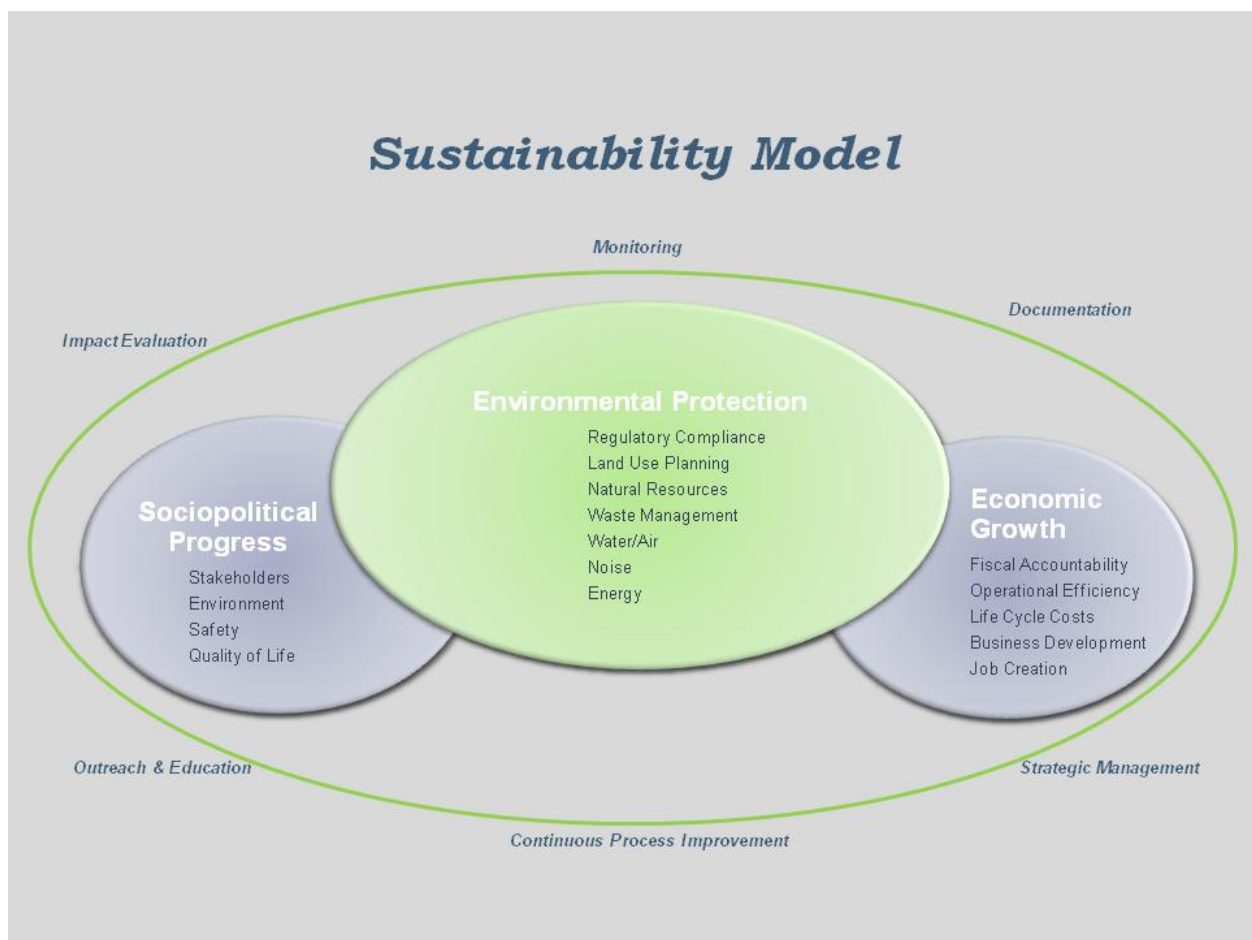 Sustainability Model
Monitoring
Documentation
Impact Evaluation
Environmental Protection
Regulatory Compliance
Land Use Planning
Natural Resources
Waste Management
Water/Air
Noise
Energy
Sociopolitical
Progress
Stakeholders
Environment
Safety
Quality of Life
Economic
Growth
Fiscal Accountability
Operational Efficiency
Life Cycle Costs
Business Development
Job Creation
Outreach & Education
Strategic Management
Continuous Process Improvement